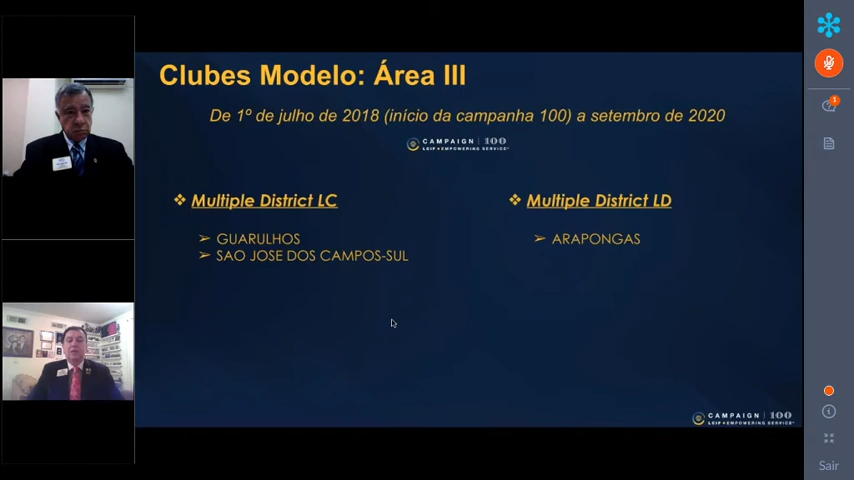 Clubes Modelo: Área III
De 1º de julho de 2018 (início da campanha 100) a setembro de 2020
CAMPAIGN | 100
LCIF EMPOWERING SERVICE
❖ Multiple District LC
➢ GUARULHOS
➢ SAO JOSE DOS CAMPOS-SUL
❖ Multiple District LD
➢ ARAPONGAS
CAMPAIGN | 100
LCIF EMPOWERING SERVICE
1
Sair